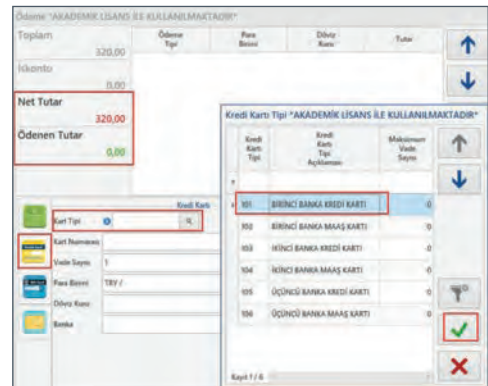 Ödeme "AKADEMİK LİSANS İLE KULLANILMAKTADIR"
Toplam
320,00
İskonto
0,00
Net Tutar
320,00
Ödenen Tutar
0,00
Ödeme Tipi
Para Birimi
Döviz Kuru
Tutar
Kredi Kartı
Kart Tipi
Kart Numarası
Vade Sayısı 1
Para Birimi TRY /
Döviz Kuru
Banka
Kredi Kartı Tipi "AKADEMİK LİSANS İLE KULLANILMAKTADIR"
Kredi Kartı Tipi
Kredi Kartı Tipi Açıklaması
Maksimum Vade Sayısı
101 BİRİNCİ BANKA KREDİ KARTI 0
102 BİRİNCİ BANKA MAAŞ KARTI 0
103 İKİNCİ BANKA KREDİ KARTI 0
104 İKİNCİ BANKA MAAŞ KARTI 0
105 ÜÇÜNCÜ BANKA KREDİ KARTI 0
106 ÜÇÜNCÜ BANKA MAAŞ KARTI 0
Kayıt 1 / 6